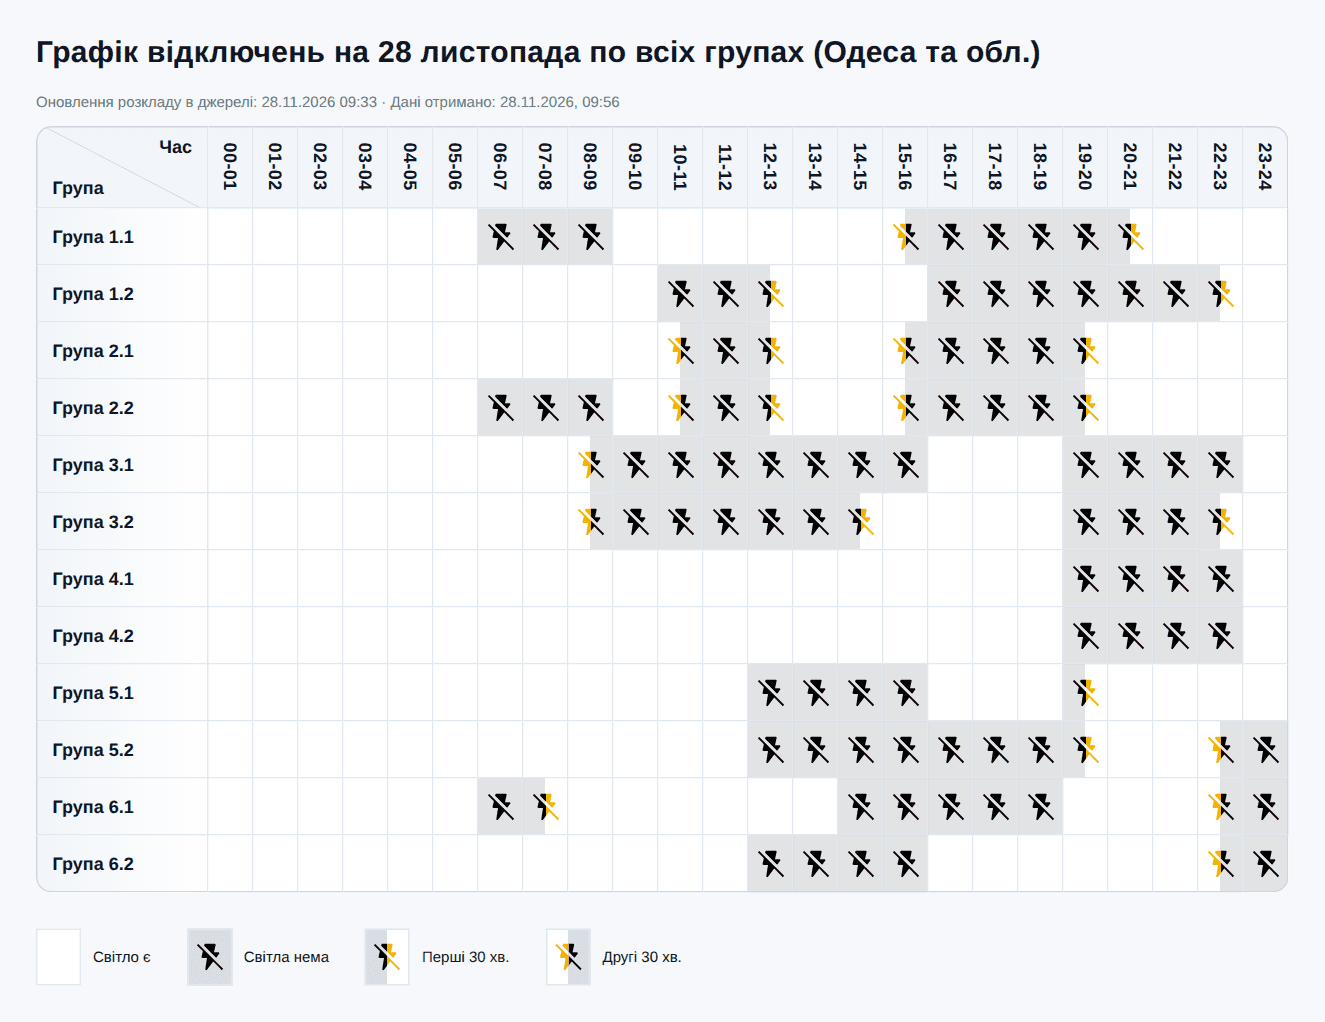 Графік відключень на 28 листопада по всіх групах (Одеса та обл.)
Оновлення розкладу в джерелі: 28.11.2026 09:33 · Дані отримано: 28.11.2026, 09:56
Час
Група
00-01 01-02 02-03 03-04 04-05 05-06 06-07 07-08 08-09 09-10 10-11 11-12 12-13 13-14 14-15 15-16 16-17 17-18 18-19 19-20 20-21 21-22 22-23 23-24
Група 1.1
Група 1.2
Група 2.1
Група 2.2
Група 3.1
Група 3.2
Група 4.1
Група 4.2
Група 5.1
Група 5.2
Група 6.1
Група 6.2
Світло є Світла нема Перші 30 хв. Другі 30 хв.